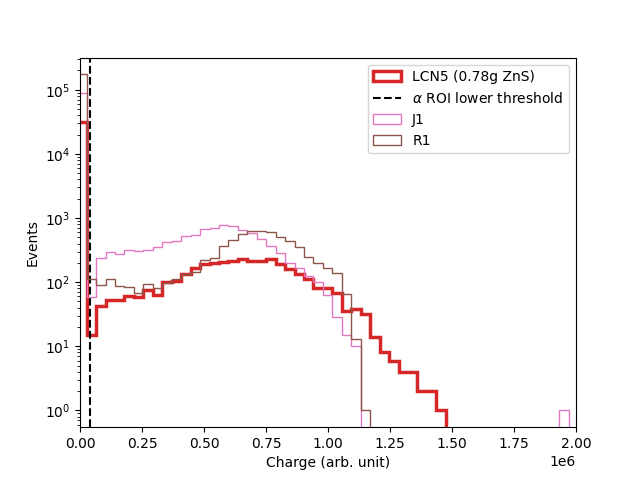 LCN5 (0.78g ZnS)
α ROI lower threshold
J1
R1
Events
10⁵
10⁴
10³
10²
10¹
10⁰
0.00 0.25 0.50 0.75 1.00 1.25 1.50 1.75 2.00
Charge (arb. unit)
1e6